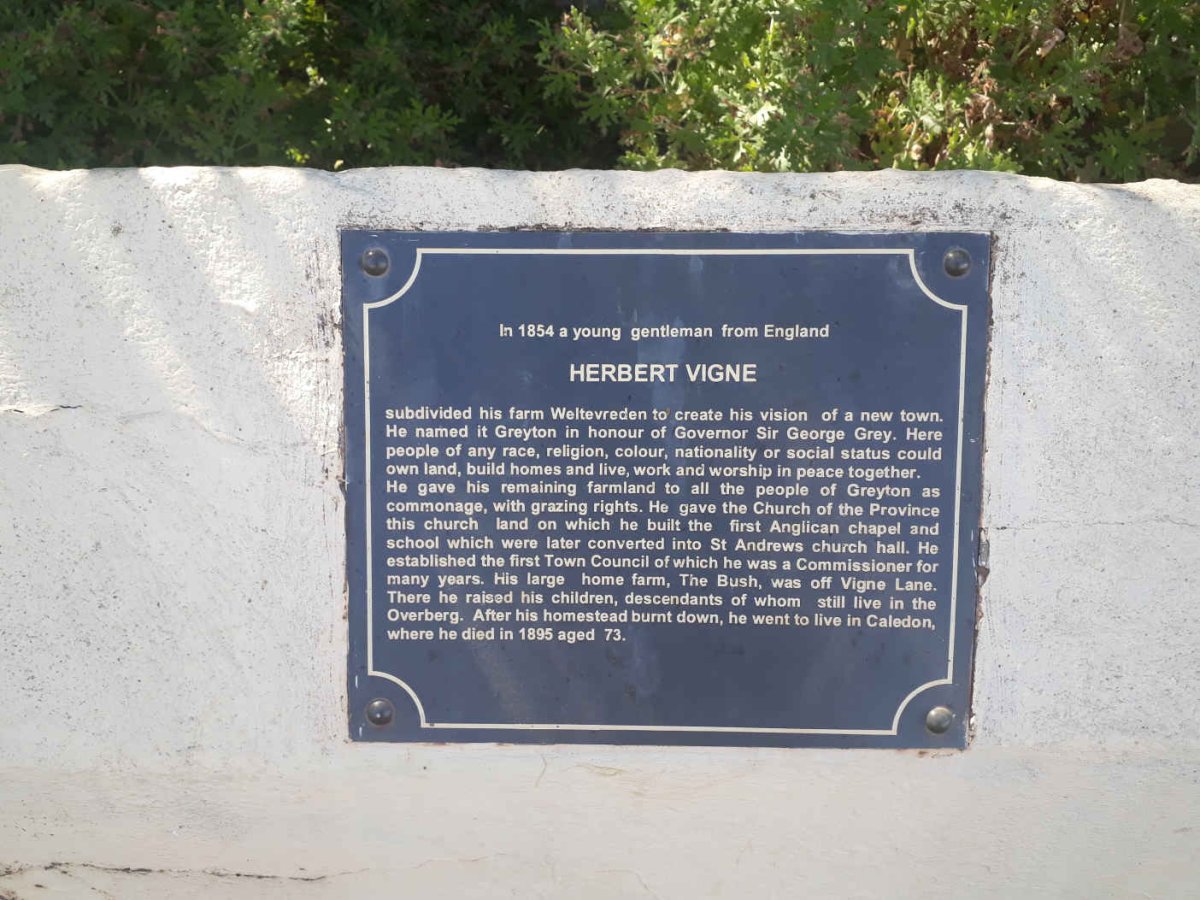 In 1854 a young gentleman from England
HERBERT VIGNE
subdivided his farm Weltevreden to create his vision of a new town.
He named it Greyton in honour of Governor Sir George Grey. Here
people of any race, religion, colour, nationality or social status could
own land, build homes and live, work and worship in peace together.
He gave his remaining farmland to all the people of Greyton as
commonage, with grazing rights. He gave the Church of the Province
this church land on which he built the first Anglican chapel and
school which were later converted into St Andrews church hall. He
established the first Town Council of which he was a Commissioner for
many years. His large home farm, The Bush, was off Vigne Lane.
There he raised his children, descendants of whom still live in the
Overberg. After his homestead burnt down, he went to live in Caledon,
where he died in 1895 aged 73.